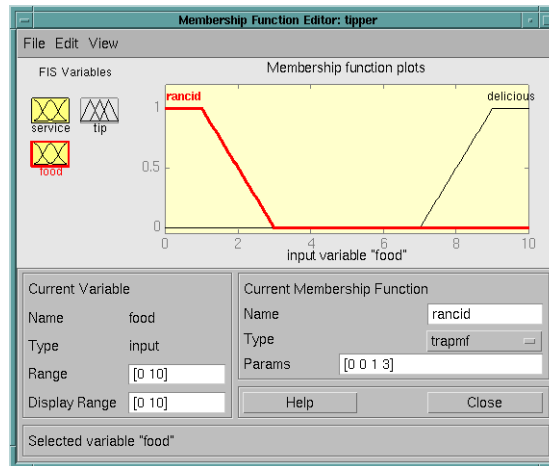 Membership Function Editor: tipper
File Edit View
FIS Variables
service
tip
food
Membership function plots
rancid
delicious
1
0.5
0
0 2 4 6 8 10
input variable "food"
Current Variable
Name food
Type input
Range [0 10]
Display Range [0 10]
Current Membership Function
Name rancid
Type trapmf
Params [0 0 1 3]
Help Close
Selected variable "food"